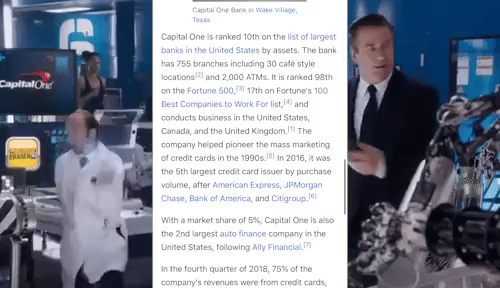 Capital One Bank in Wake Village,
Texas
Capital One is ranked 10th on the list of largest
banks in the United States by assets. The bank
has 755 branches including 30 café style
locations[2] and 2,000 ATMs. It is ranked 98th
on the Fortune 500,[3] 17th on Fortune's 100
Best Companies to Work For list,[4] and
conducts business in the United States,
Canada, and the United Kingdom.[1] The
company helped pioneer the mass marketing
of credit cards in the 1990s.[5] In 2016, it was
the 5th largest credit card issuer by purchase
volume, after American Express, JPMorgan
Chase, Bank of America, and Citigroup.[6]
With a market share of 5%, Capital One is also
the 2nd largest auto finance company in the
United States, following Ally Financial.[7]
In the fourth quarter of 2018, 75% of the
company's revenues were from credit cards,
CapitalOne
ERASER